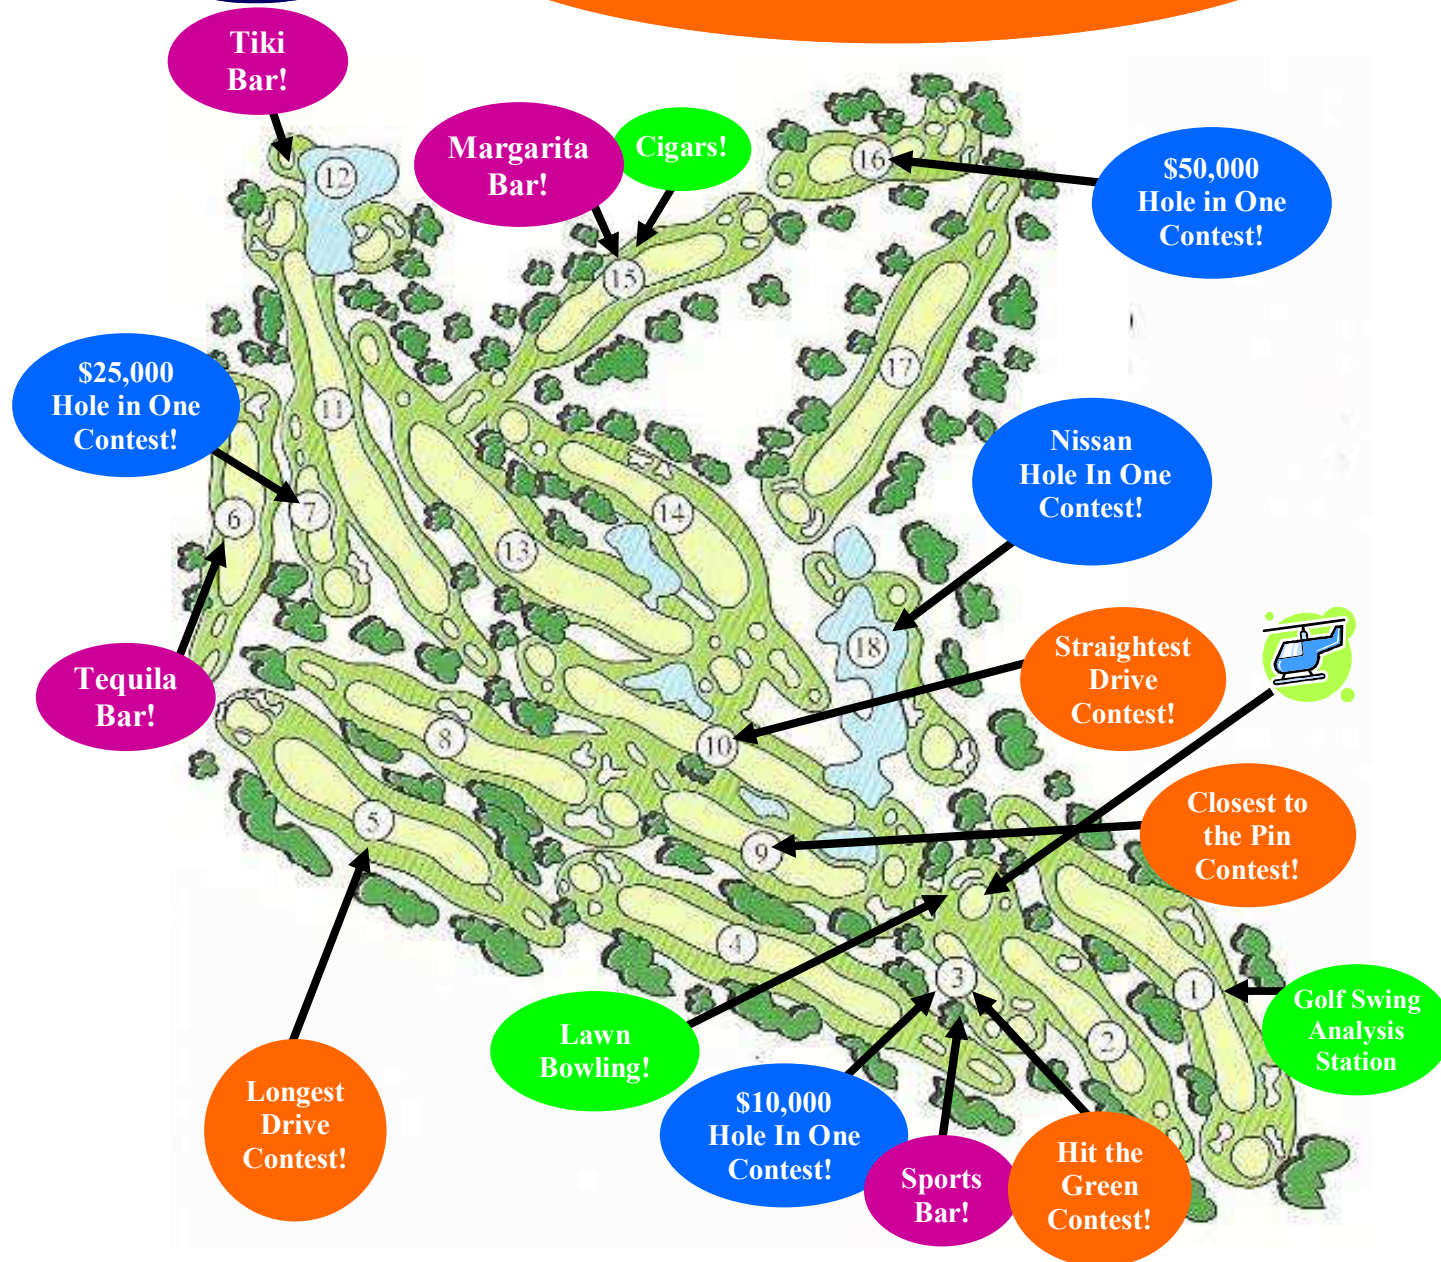 Tiki
Bar!
Margarita
Bar!
Cigars!
$50,000
Hole in One
Contest!
12
16
15
$25,000
Hole in One
Contest!
17
11
Nissan
Hole In One
Contest!
6
7
14
13
18
Straightest
Drive
Contest!
Tequila
Bar!
8
10
Closest to
the Pin
Contest!
5
9
4
3
1
2
Golf Swing
Analysis
Station
Lawn
Bowling!
Longest
Drive
Contest!
$10,000
Hole In One
Contest!
Sports
Bar!
Hit the
Green
Contest!